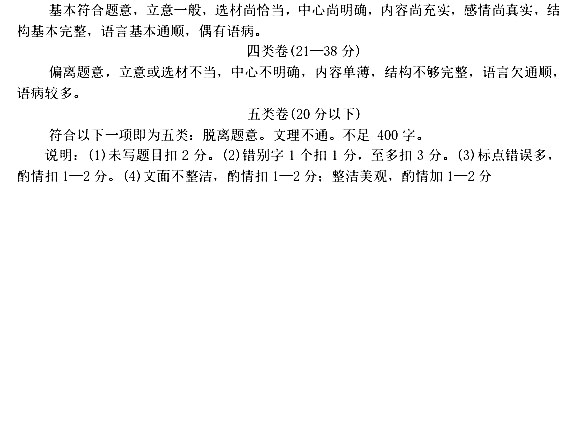 基本符合题意，立意一般，选材尚恰当，中心尚明确，内容尚充实，感情尚真实，结
构基本完整，语言基本通顺，偶有语病。
四类卷(21—38 分)
偏离题意，立意或选材不当，中心不明确，内容单薄，结构不够完整，语言欠通顺，
语病较多。
五类卷(20 分以下)
符合以下一项即为五类：脱离题意。文理不通。不足 400 字。
说明：(1)未写题目扣 2 分。(2)错别字 1 个扣 1 分，至多扣 3 分。(3)标点错误多，
酌情扣 1—2 分。(4)文面不整洁，酌情扣 1—2 分；整洁美观，酌情加 1—2 分